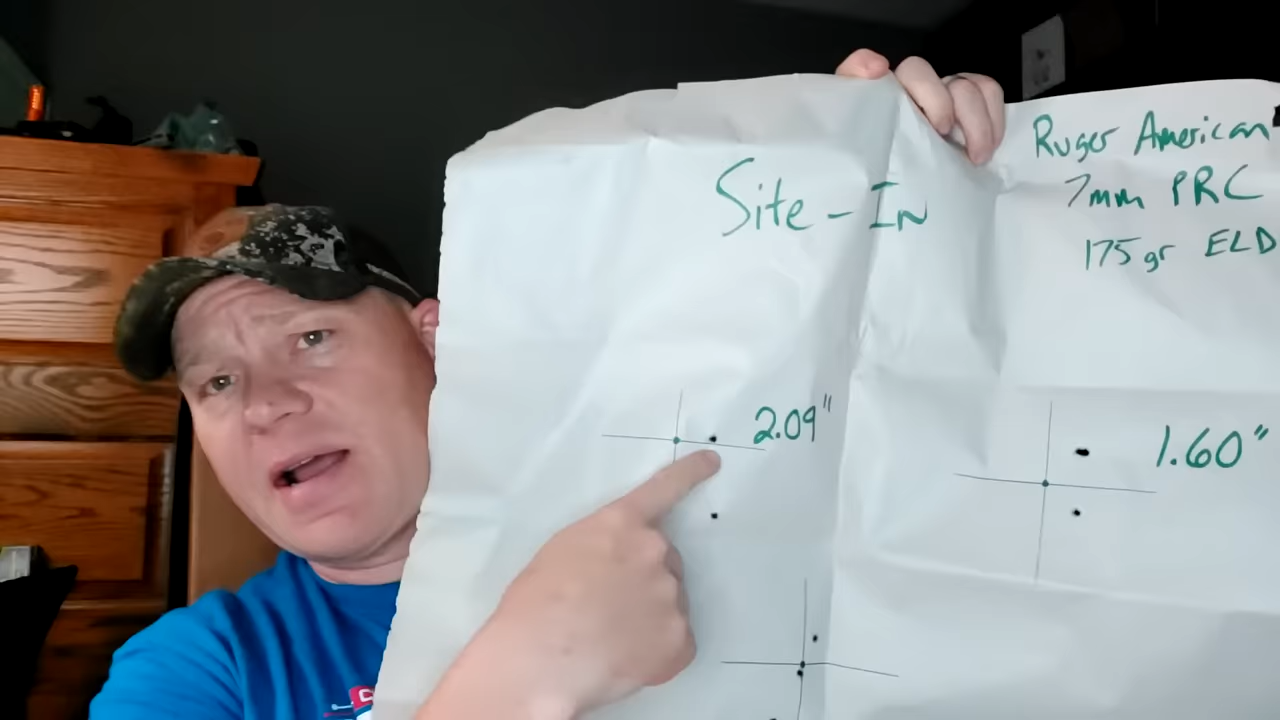 Ruger American
7mm PRC
175gr ELD
Site-In
2.09"
1.60"